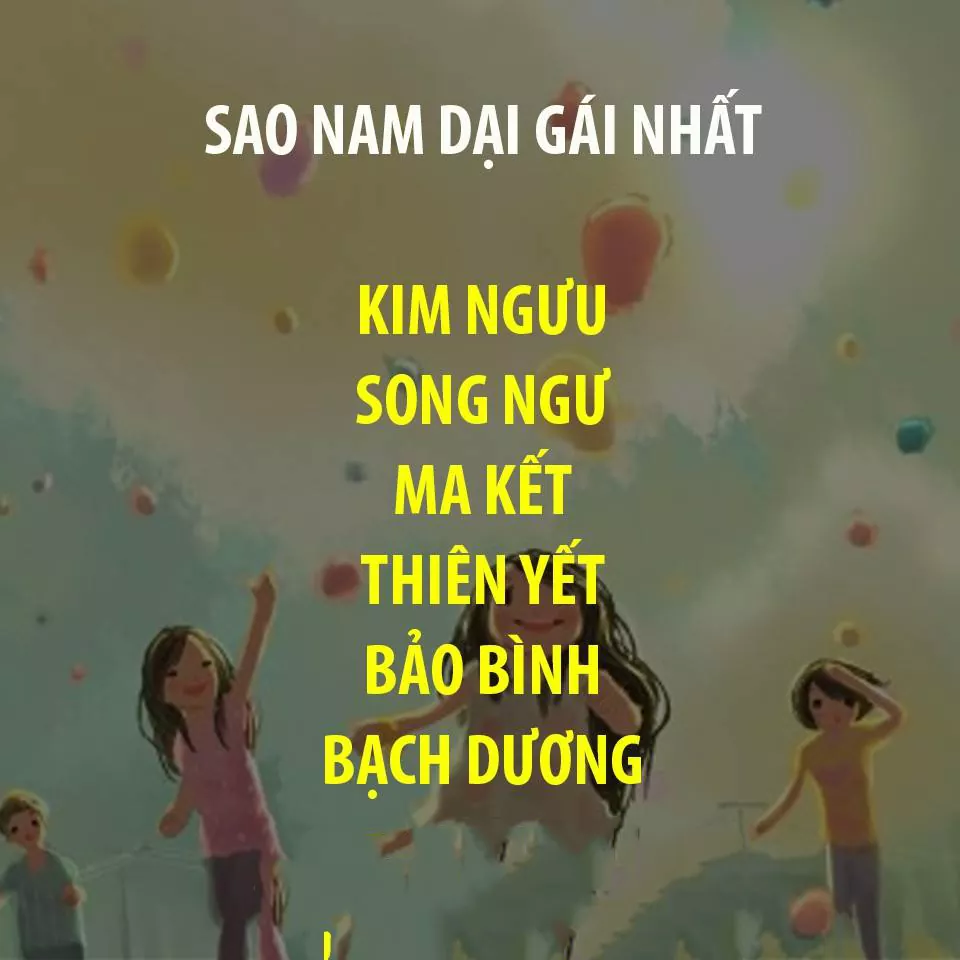 SAO NAM DẠI GÁI NHẤT
KIM NGƯU
SONG NGƯ
MA KẾT
THIÊN YẾT
BẢO BÌNH
BẠCH DƯƠNG